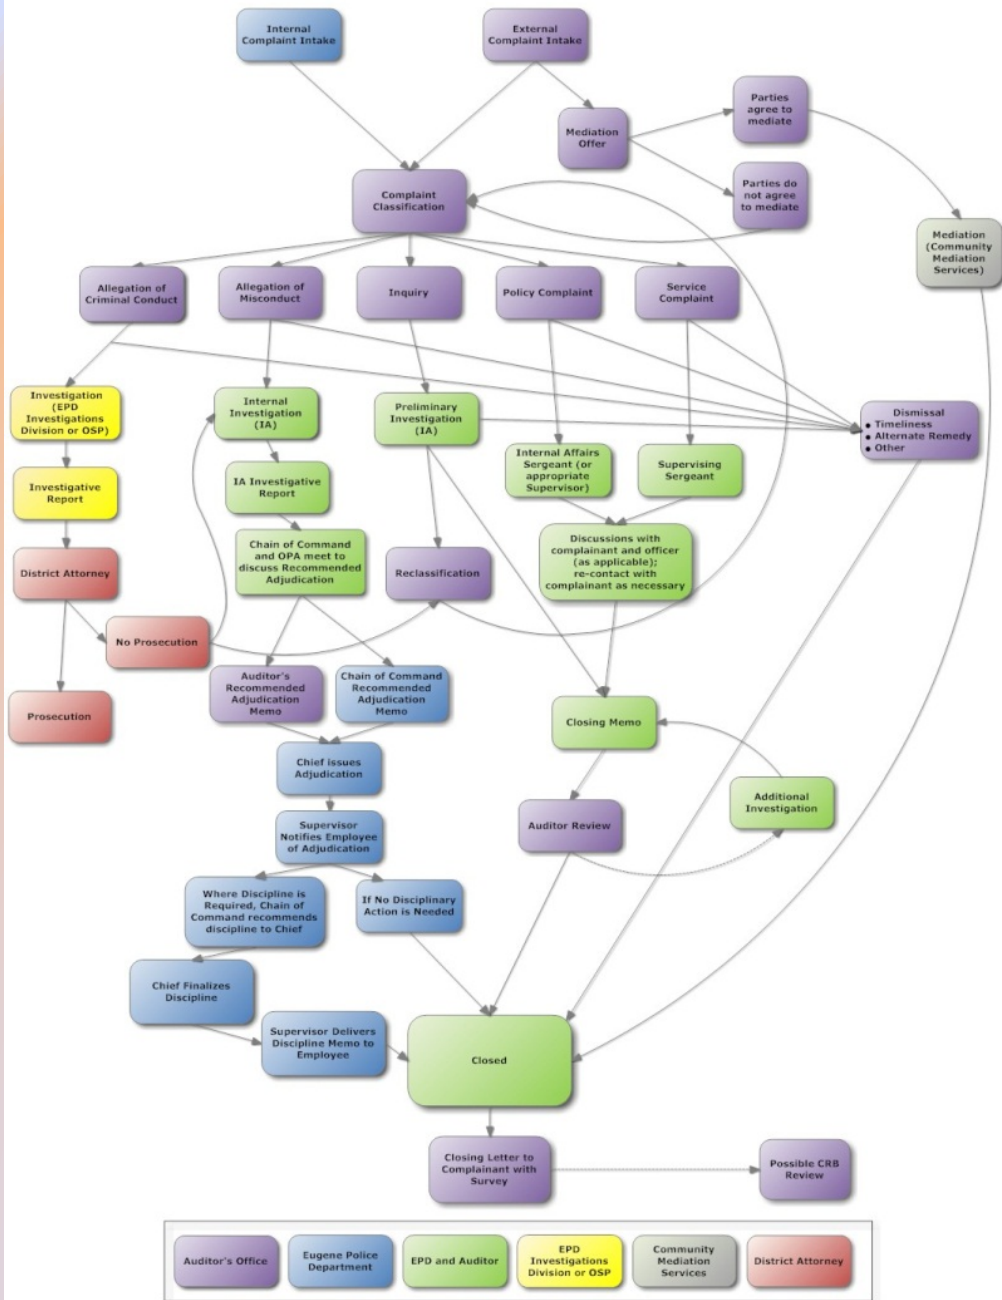 Internal
Complaint Intake
External
Complaint Intake
Mediation
Offer
Parties
agree to
mediate
Parties do
not agree
to mediate
Complaint
Classification
Mediation
(Community
Mediation
Services)
Allegation of
Criminal Conduct
Allegation of
Misconduct
Inquiry
Policy Complaint
Service
Complaint
Investigation
(EPD
Investigations
Division or OSP)
Internal
Investigation
(IA)
Preliminary
Investigation
(IA)
Dismissal
• Timeliness
• Alternate Remedy
• Other
Internal Affairs
Sergeant (or
appropriate
Supervisor)
Supervising
Sergeant
Investigative
Report
IA Investigative
Report
Chain of Command
and OPA meet to
discuss Recommended
Adjudication
Discussions with
complainant and officer
(as applicable);
re-contact with
complainant as necessary
District Attorney
Reclassification
No Prosecution
Prosecution
Auditor's
Recommended
Adjudication
Memo
Chain of Command
Recommended
Adjudication
Memo
Closing Memo
Chief issues
Adjudication
Additional
Investigation
Auditor Review
Supervisor
Notifies Employee
of Adjudication
Where Discipline is
Required, Chain of
Command recommends
discipline to Chief
If No Disciplinary
Action is Needed
Chief Finalizes
Discipline
Supervisor Delivers
Discipline Memo to
Employee
Closed
Closing Letter to
Complainant with
Survey
Possible CRB
Review
Auditor's Office
Eugene Police
Department
EPD and Auditor
EPD
Investigations
Division or OSP
Community
Mediation
Services
District Attorney